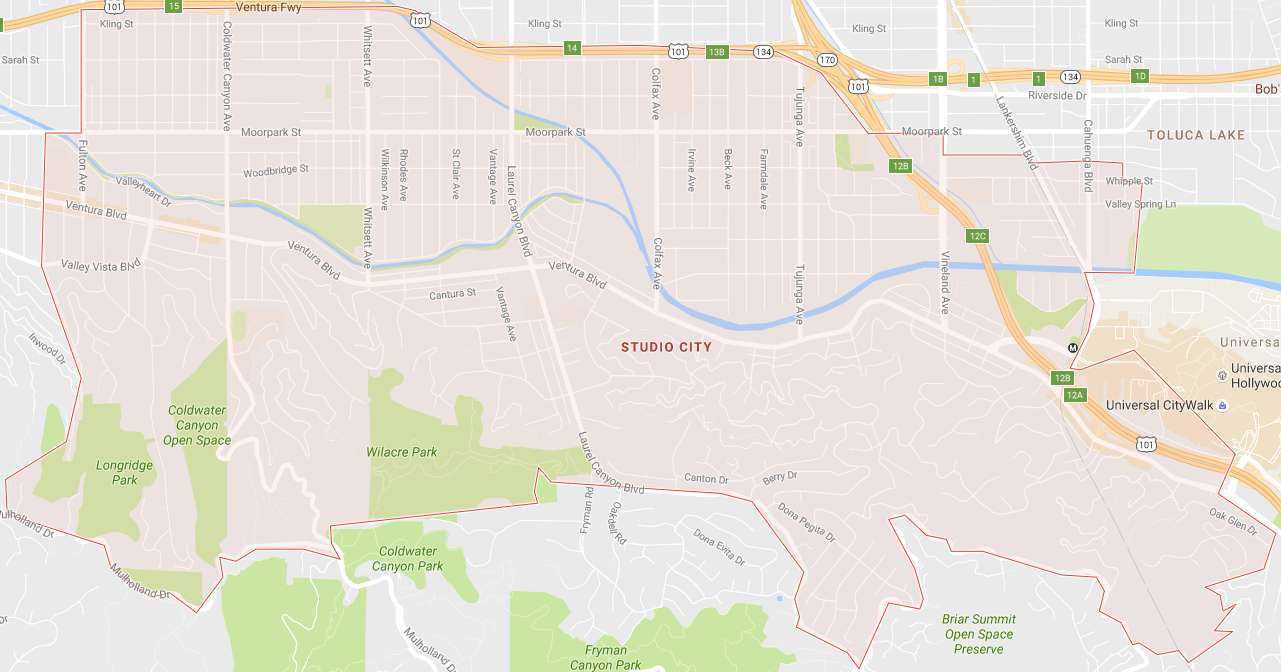 101
15
Ventura Fwy
Kling St
101
Kling St
Kling St
Kling St
Sarah St
Coldwater Canyon Ave
Whitsett Ave
14
101
13B
134
170
101
Sarah St
1B
1
1
134
1D
Bob'
Riverside Dr
Colfax Ave
Tujunga Ave
Lankershim Blvd
Cahuenga Blvd
Moorpark St
Moorpark St
Moorpark St
TOLUCA LAKE
Fulton Ave
Woodbridge St
Wilkinson Ave
Rhodes Ave
St Clair Ave
Vantage Ave
Laurel Canyon Blvd
Irvine Ave
Beck Ave
Farmdale Ave
12B
Whipple St
Valley Spring Ln
Valleyheart Dr
Ventura Blvd
Whitsett Ave
12C
Ventura Blvd
Valley Vista Blvd
Ventura Blvd
Colfax Ave
Tujunga Ave
Vineland Ave
Cantura St
Vantage Ave
Inwood Dr
STUDIO CITY
M
Universa
Universa
Hollywoo
12B
12A
Universal CityWalk
Coldwater
Canyon
Open Space
Longridge
Park
Wilacre Park
101
Laurel Canyon Blvd
Canton Dr
Berry Dr
Mulholland Dr
Fryman Rd
Oakdell Rd
Dona Pegita Dr
Dona Evita Dr
Oak Glen Dr
Coldwater
Canyon Park
Mulholland Dr
Mulholland Dr
Briar Summit
Open Space
Preserve
Fryman
Canyon Park